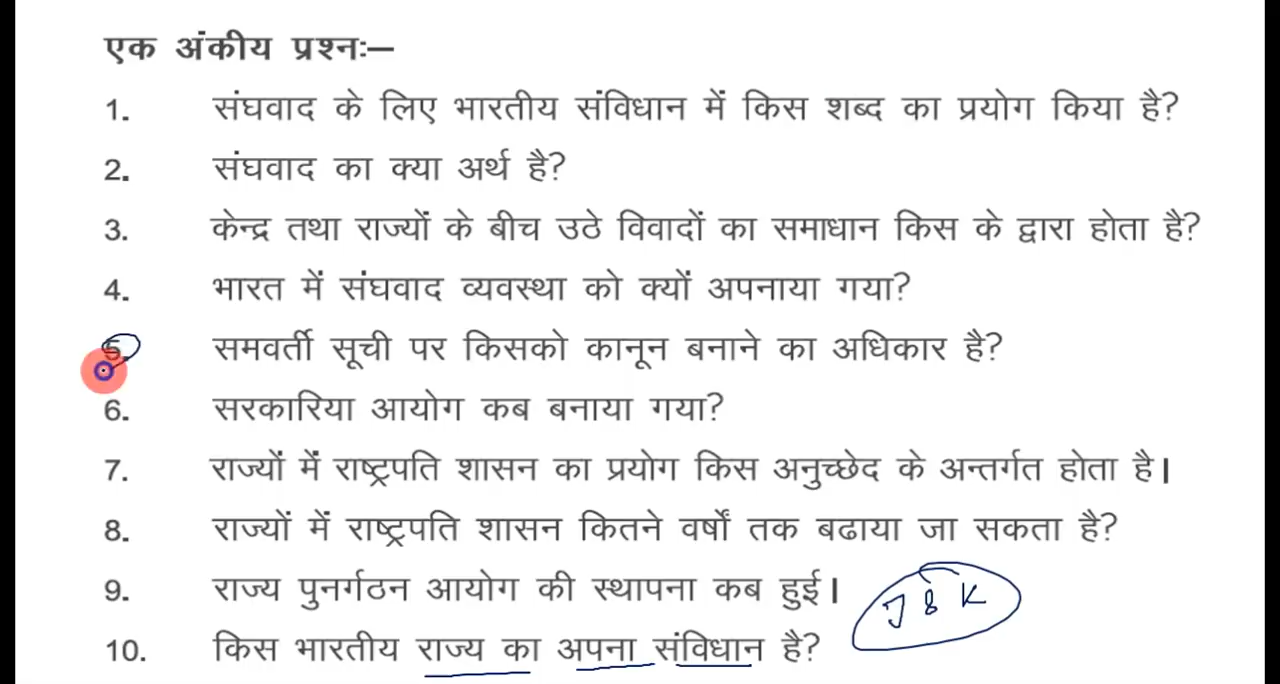 एक अंकीय प्रश्नः–
1. संघवाद के लिए भारतीय संविधान में किस शब्द का प्रयोग किया है?
2. संघवाद का क्या अर्थ है?
3. केन्द्र तथा राज्यों के बीच उठे विवादों का समाधान किस के द्वारा होता है?
4. भारत में संघवाद व्यवस्था को क्यों अपनाया गया?
5. समवर्ती सूची पर किसको कानून बनाने का अधिकार है?
6. सरकारिया आयोग कब बनाया गया?
7. राज्यों में राष्ट्रपति शासन का प्रयोग किस अनुच्छेद के अन्तर्गत होता है।
8. राज्यों में राष्ट्रपति शासन कितने वर्षों तक बढाया जा सकता है?
9. राज्य पुनर्गठन आयोग की स्थापना कब हुई।
J & K
10. किस भारतीय राज्य का अपना संविधान है?